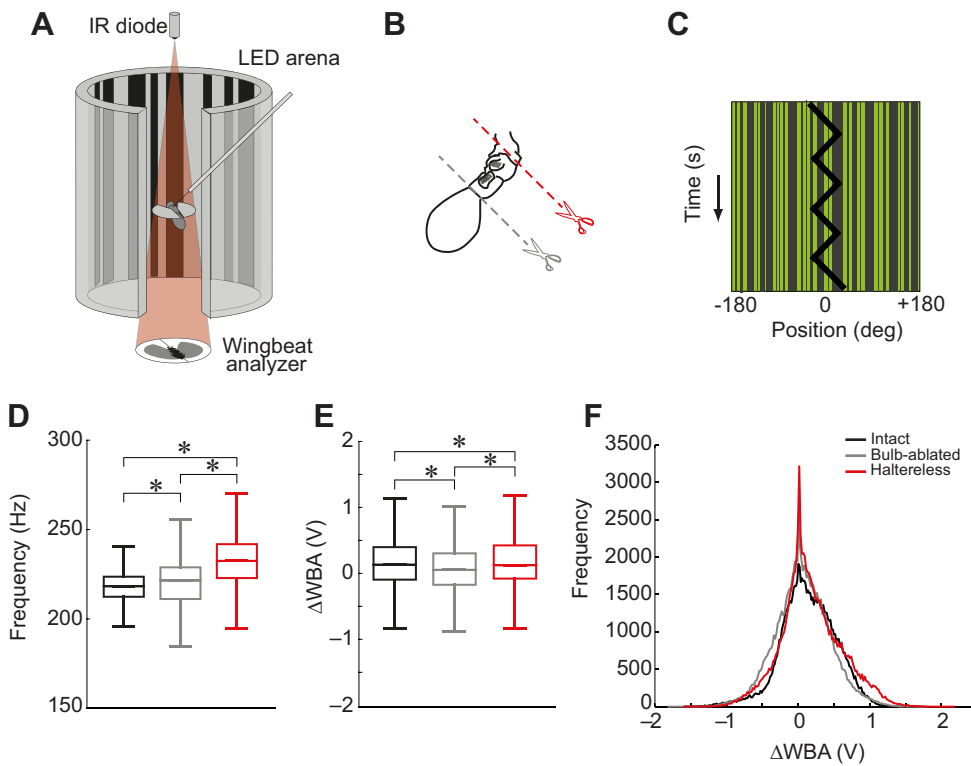 A
IR diode
LED arena
Wingbeat
analyzer
B
C
Time (s)
-180
0
+180
Position (deg)
D
300
250
200
150
Frequency (Hz)
*
*
*
E
2
1
0
−1
−2
ΔWBA (V)
*
*
*
F
3500
3000
2500
2000
1500
1000
500
0
Frequency
Intact
Bulb-ablated
Haltereless
−2
−1
0
1
2
ΔWBA (V)